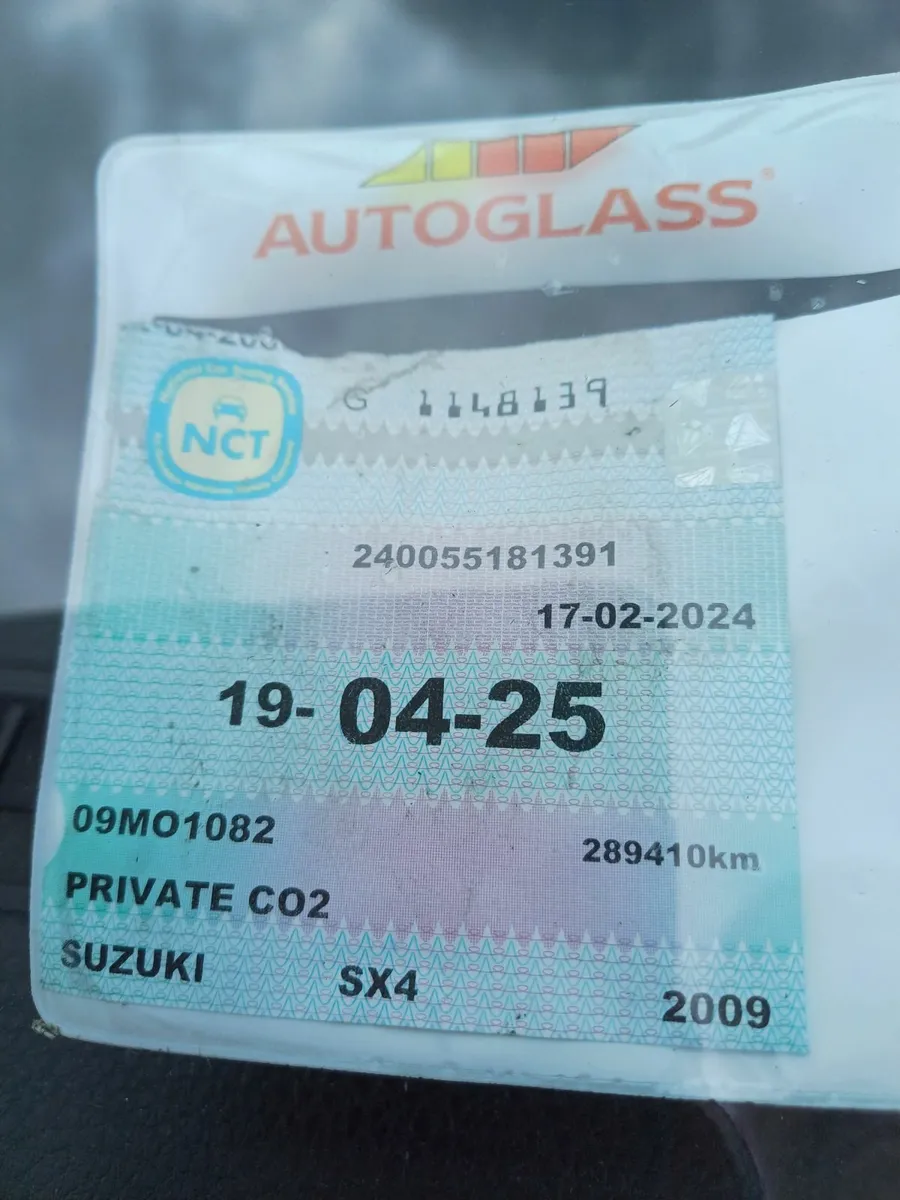 AUTOGLASS®
NCT
G 1148139
240055181391
17-02-2024
19-04-25
09MO1082
289410km
PRIVATE CO2
SUZUKI SX4 2009